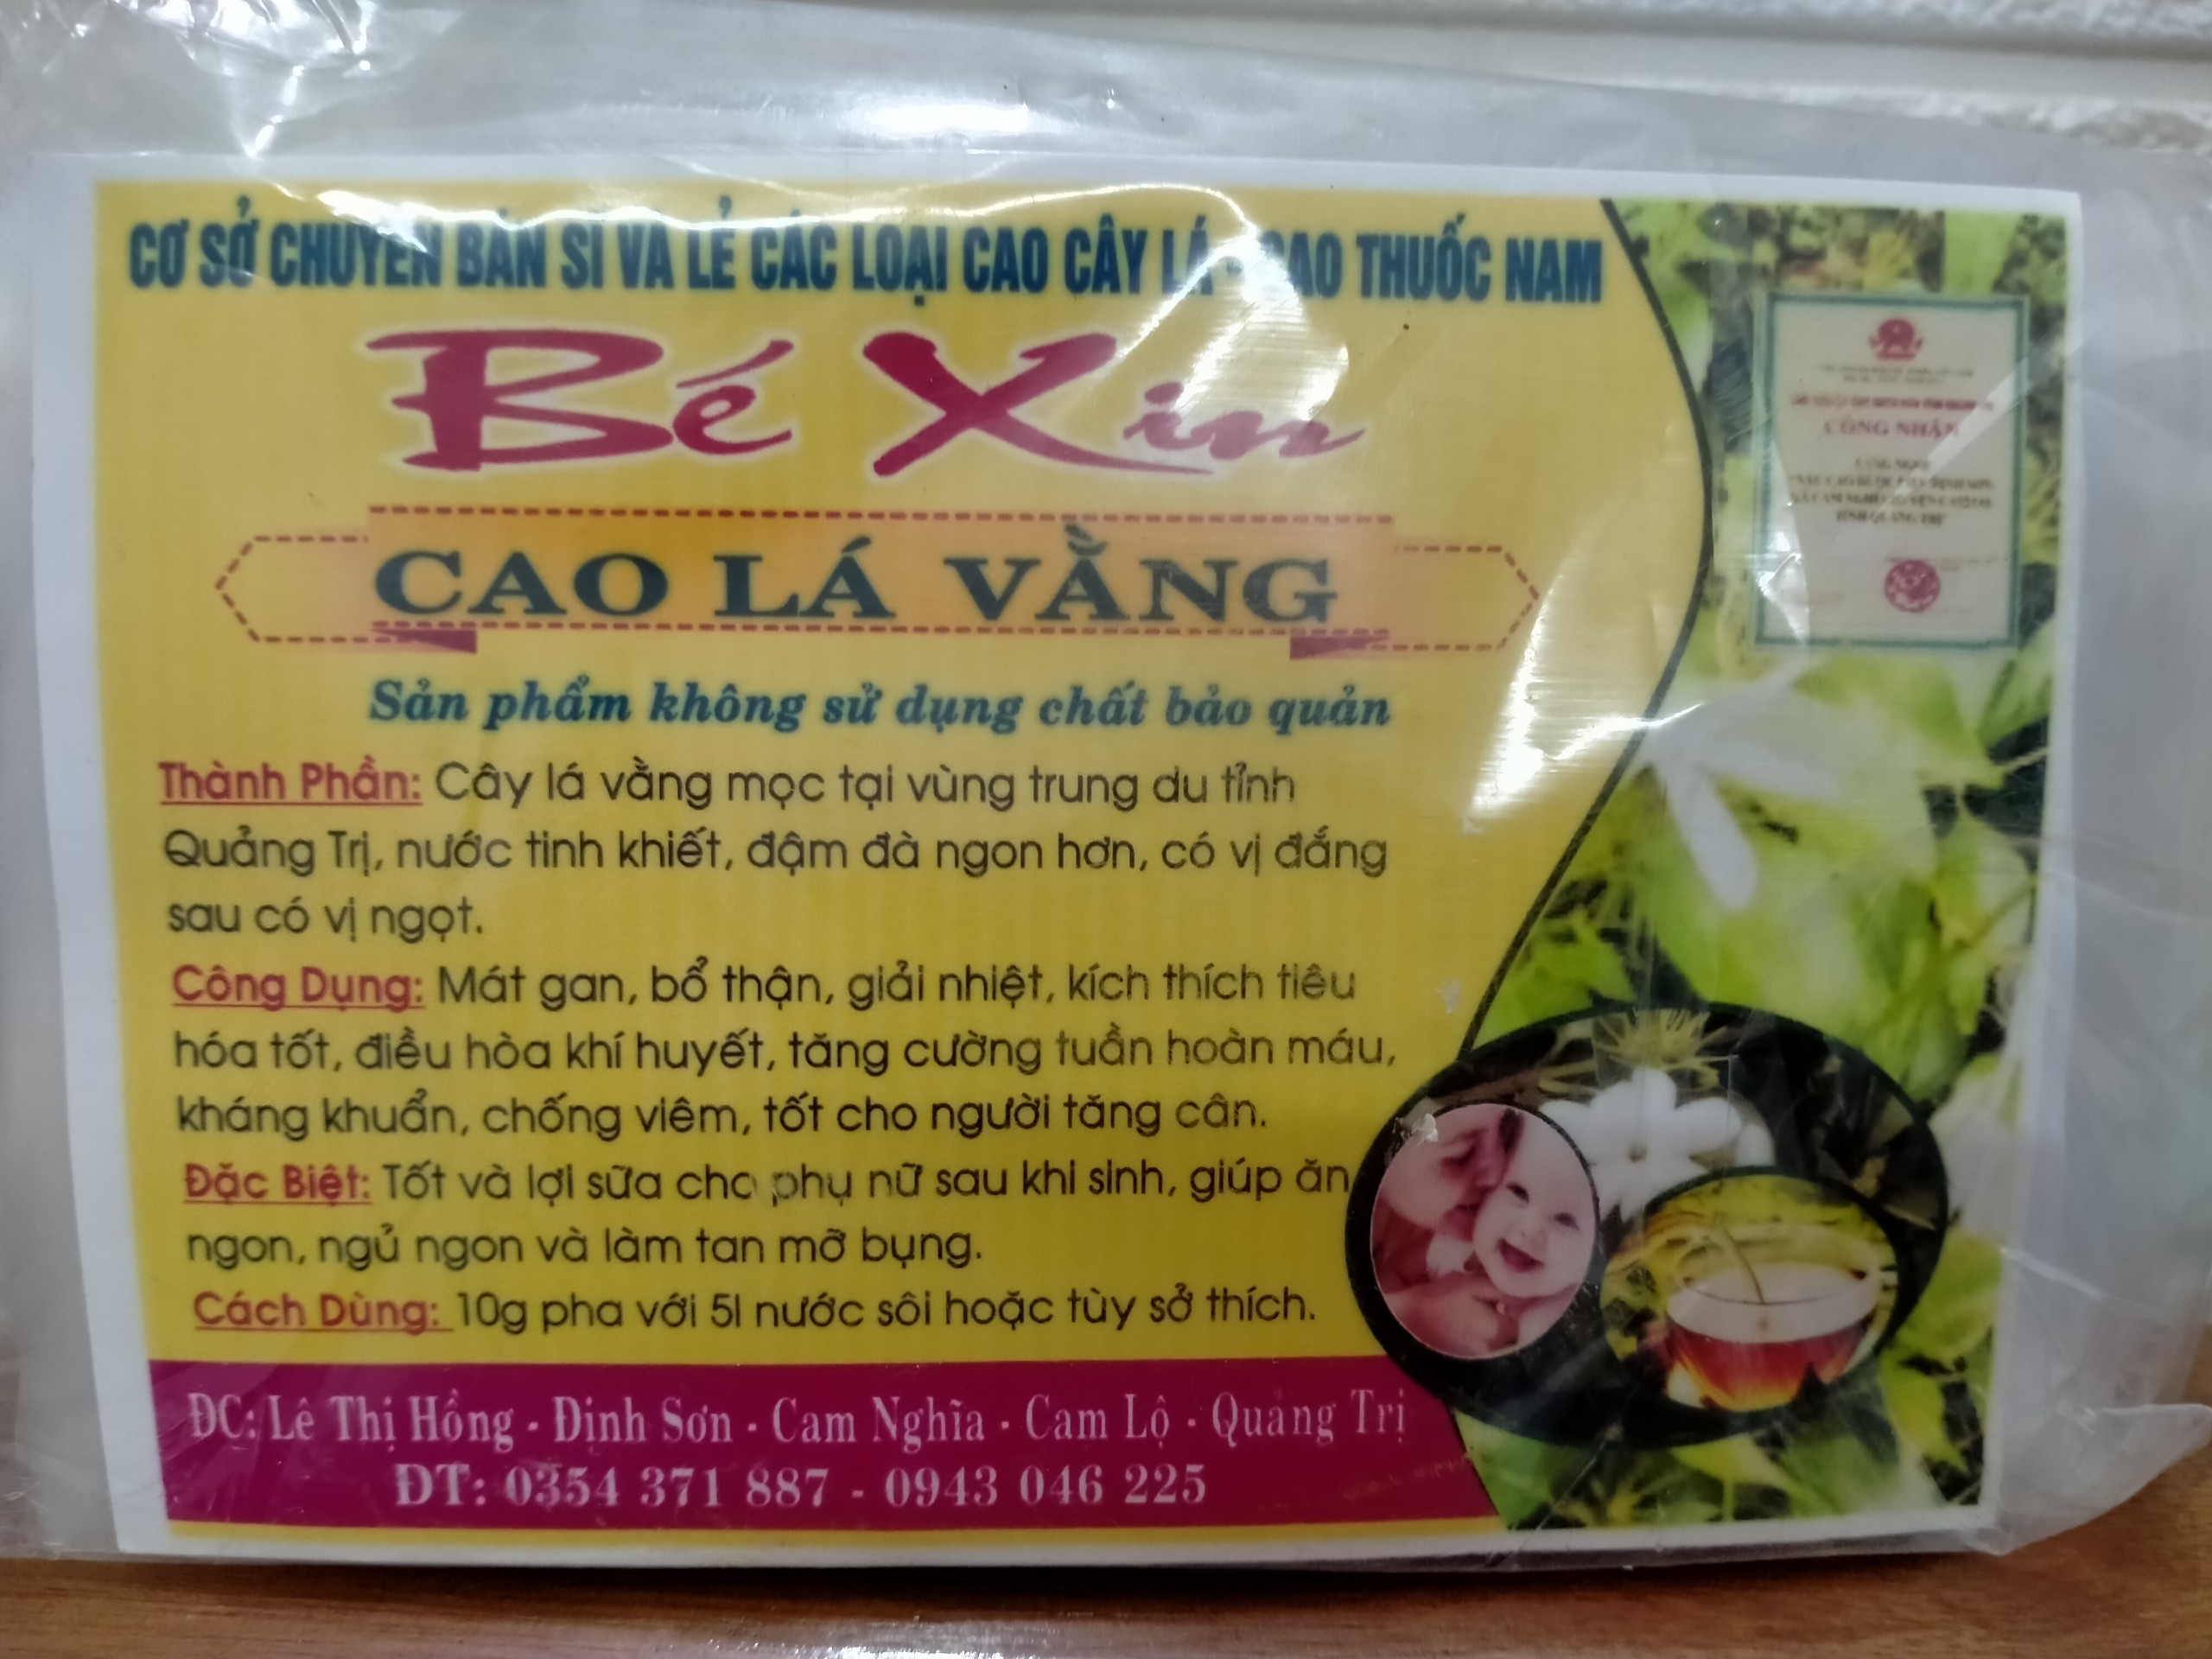 CƠ SỞ CHUYÊN BÁN SỈ VÀ LẺ CÁC LOẠI CAO CÂY LÁ - CAO THUỐC NAM
Bé Xin
CAO LÁ VẰNG
Sản phẩm không sử dụng chất bảo quản
Thành Phần: Cây lá vằng mọc tại vùng trung du tỉnh
Quảng Trị, nước tinh khiết, đậm đà ngon hơn, có vị đắng
sau có vị ngọt.
Công Dụng: Mát gan, bổ thận, giải nhiệt, kích thích tiêu
hóa tốt, điều hòa khí huyết, tăng cường tuần hoàn máu,
kháng khuẩn, chống viêm, tốt cho người tăng cân.
Đặc Biệt: Tốt và lợi sữa cho phụ nữ sau khi sinh, giúp ăn
ngon, ngủ ngon và làm tan mỡ bụng.
Cách Dùng: 10g pha với 5l nước sôi hoặc tùy sở thích.
ĐC: Lê Thị Hồng - Định Sơn - Cam Nghĩa - Cam Lộ - Quảng Trị
ĐT: 0354 371 887 - 0943 046 225
CÔNG NHẬN
TỈNH QUẢNG TRỊ